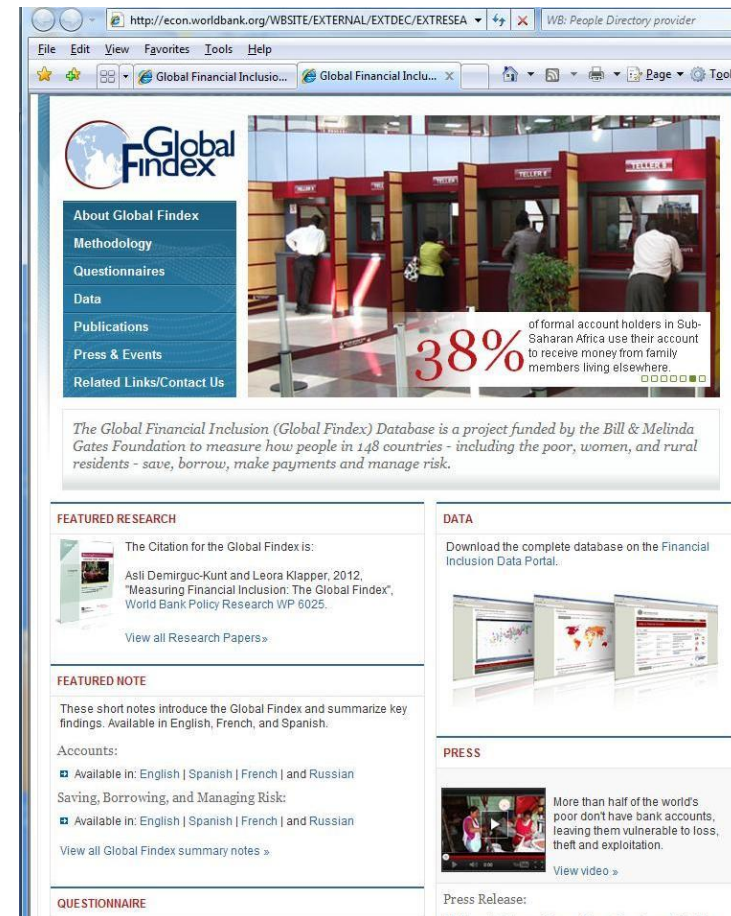 http://econ.worldbank.org/WBSITE/EXTERNAL/EXTDEC/EXTRESEA
WB: People Directory provider
File Edit View Favorites Tools Help
Global Financial Inclusio...
Global Financial Inclu...
Page
Global
Findex
About Global Findex
Methodology
Questionnaires
Data
Publications
Press & Events
Related Links/Contact Us
TELLER 8
38%
of formal account holders in Sub-
Saharan Africa use their account
to receive money from family
members living elsewhere.
The Global Financial Inclusion (Global Findex) Database is a project funded by the Bill & Melinda
Gates Foundation to measure how people in 148 countries - including the poor, women, and rural
residents - save, borrow, make payments and manage risk.
FEATURED RESEARCH
The Citation for the Global Findex is:
Asli Demirguc-Kunt and Leora Klapper, 2012,
"Measuring Financial Inclusion: The Global Findex",
World Bank Policy Research WP 6025.
View all Research Papers»
FEATURED NOTE
These short notes introduce the Global Findex and summarize key
findings. Available in English, French, and Spanish.
Accounts:
Available in: English | Spanish | French | and Russian
Saving, Borrowing, and Managing Risk:
Available in: English | Spanish | French | and Russian
View all Global Findex summary notes »
QUESTIONNAIRE
DATA
Download the complete database on the Financial
Inclusion Data Portal.
PRESS
More than half of the world's
poor don't have bank accounts,
leaving them vulnerable to loss,
theft and exploitation.
View video »
Press Release: